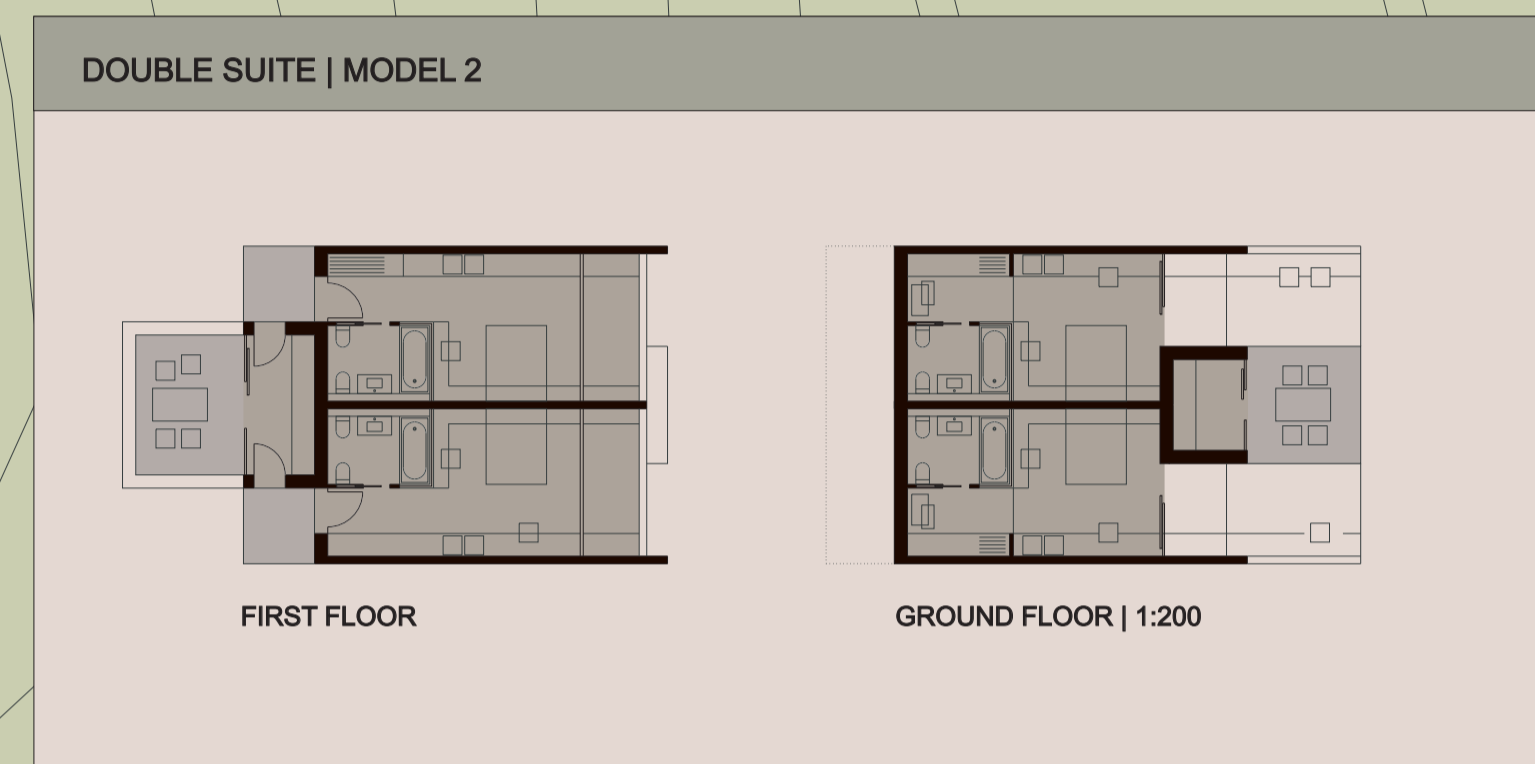 DOUBLE SUITE | MODEL 2
FIRST FLOOR
GROUND FLOOR | 1:200